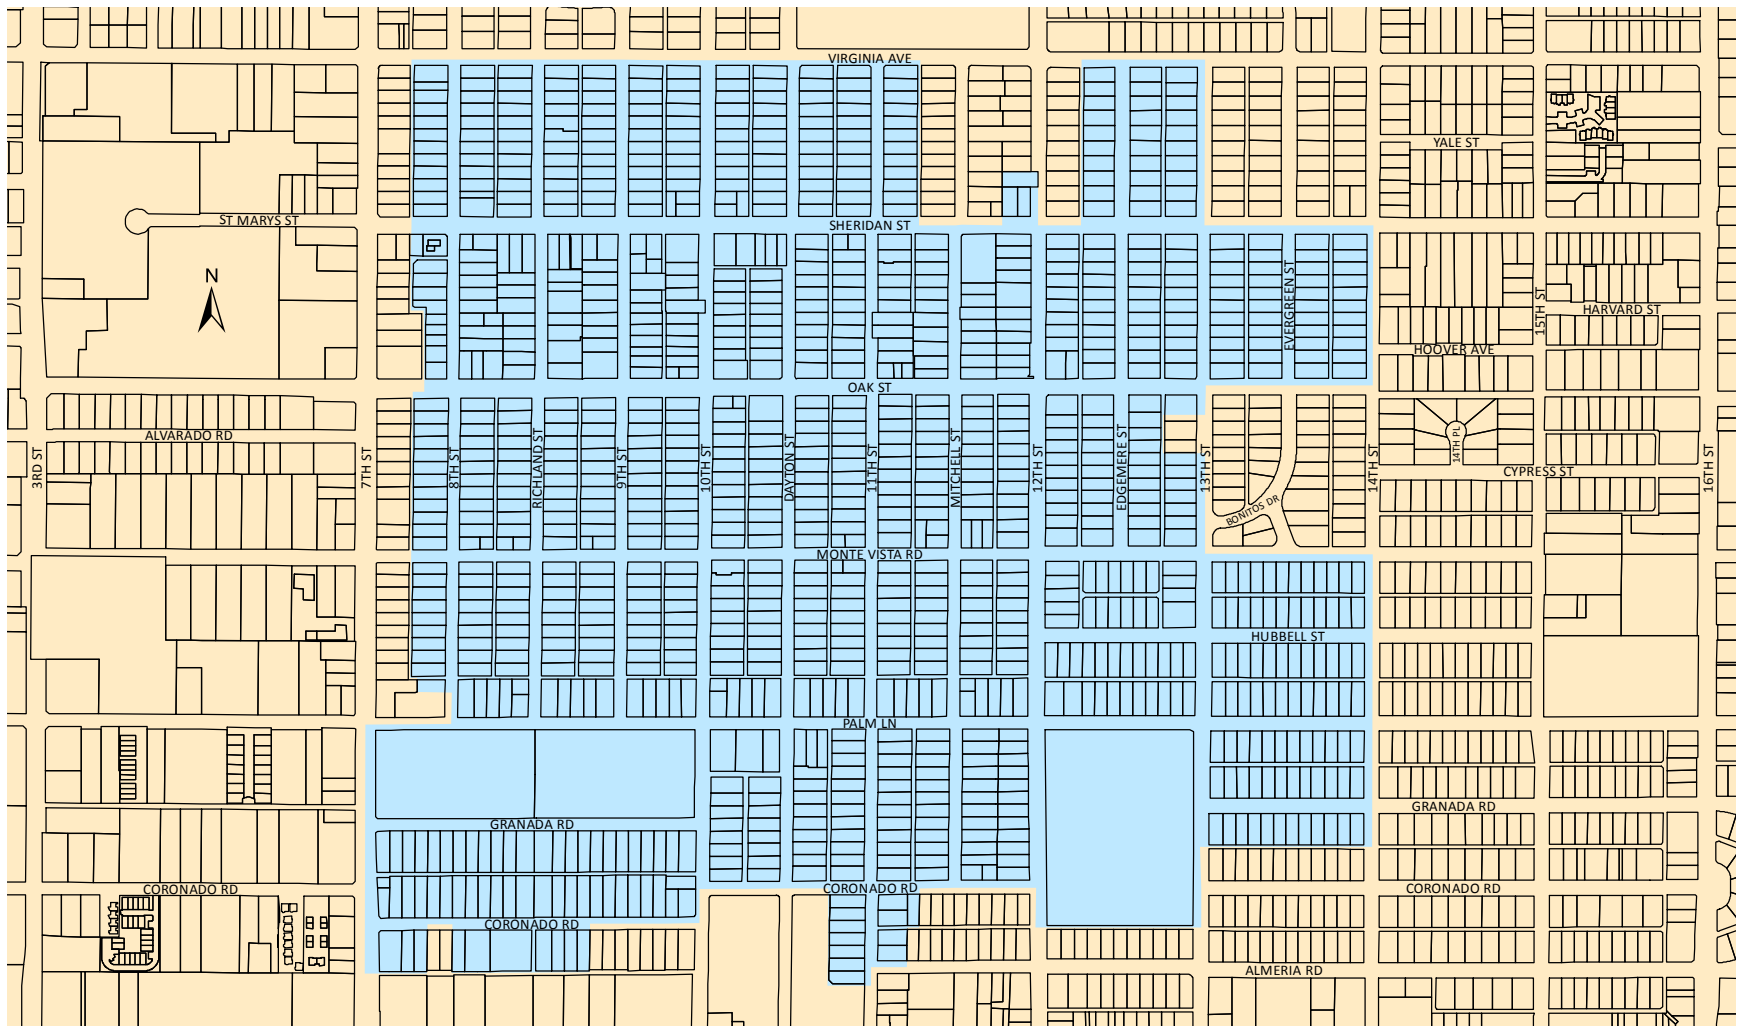 VIRGINIA AVE
YALE ST
ST MARYS ST
SHERIDAN ST
N
EVERGREEN ST
15TH ST
HARVARD ST
HOOVER AVE
OAK ST
ALVARADO RD
3RD ST
7TH ST
8TH ST
RICHLAND ST
9TH ST
10TH ST
DAYTON ST
11TH ST
MITCHELL ST
12TH ST
EDGEMERE ST
13TH ST
BONITOS DR
14TH ST
14TH PL
CYPRESS ST
16TH ST
MONTE VISTA RD
HUBBELL ST
PALM LN
GRANADA RD
GRANADA RD
CORONADO RD
CORONADO RD
CORONADO RD
CORONADO RD
ALMERIA RD